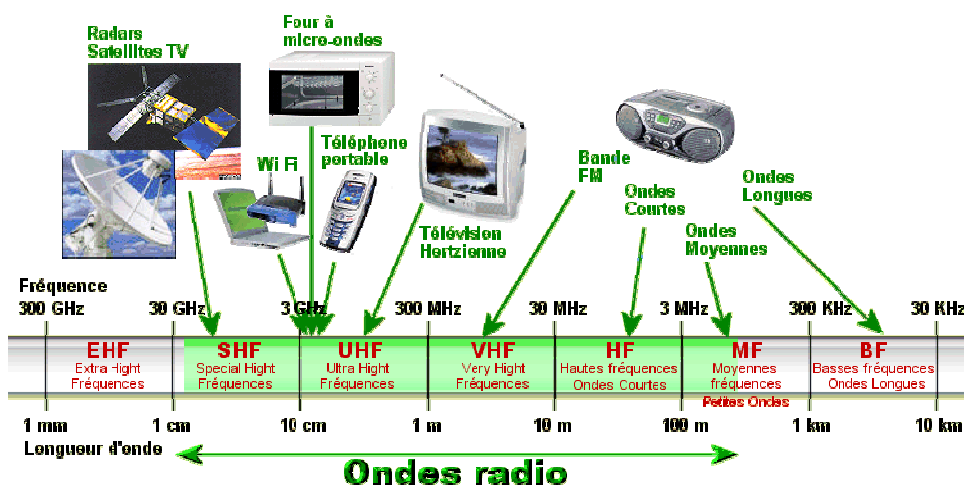 Radars
Satellites TV
Four à
micro-ondes
Wi Fi
Téléphone
portable
Télévision
Hertzienne
Bande
FM
Ondes
Courtes
Ondes
Moyennes
Ondes
Longues
Fréquence
300 GHz
30 GHz
3 GHz
300 MHz
30 MHz
3 MHz
300 KHz
30 KHz
EHF
Extra Hight
Fréquences
SHF
Special Hight
Fréquences
UHF
Ultra Hight
Fréquences
VHF
Very Hight
Fréquences
HF
Hautes fréquences
Ondes Courtes
MF
Moyennes
fréquences
Petites Ondes
BF
Basses fréquences
Ondes Longues
1 mm
1 cm
10 cm
1 m
10 m
100 m
1 km
10 km
Longueur d'onde
Ondes radio